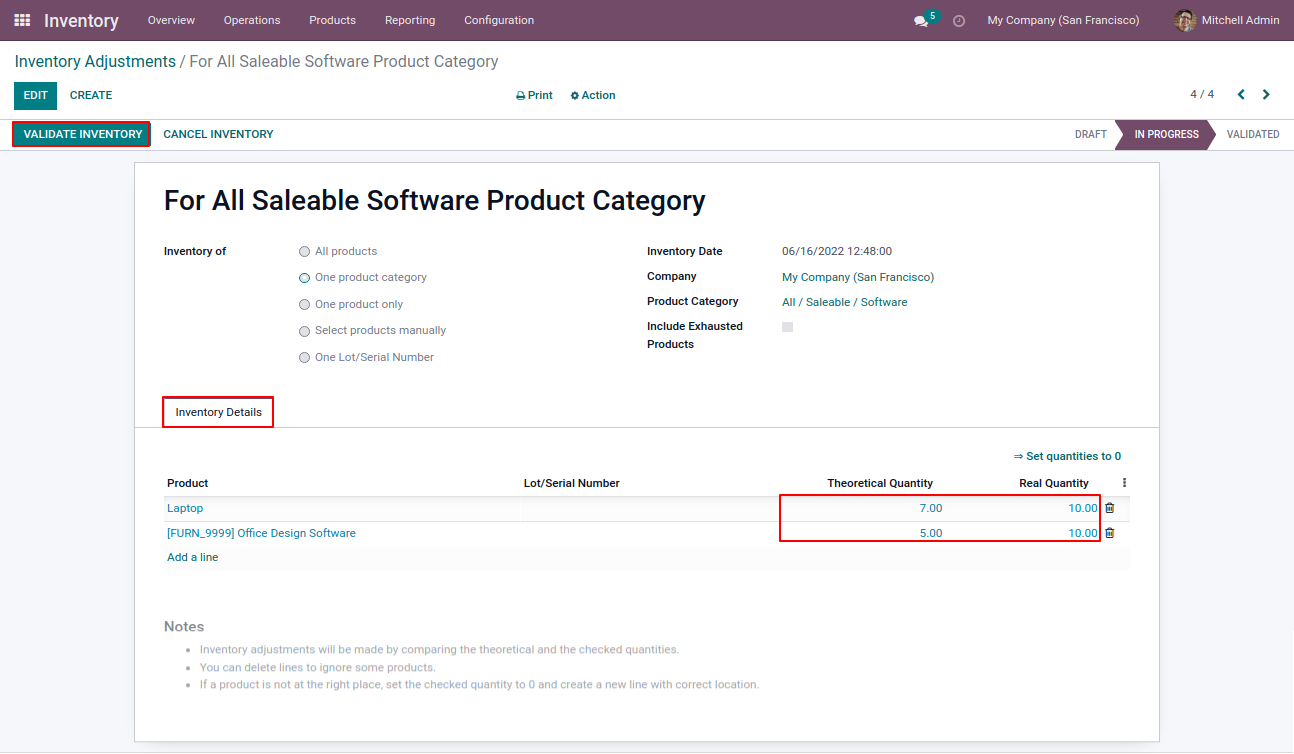 Inventory Overview Operations Products Reporting Configuration 5 My Company (San Francisco) Mitchell Admin
Inventory Adjustments / For All Saleable Software Product Category
EDIT CREATE Print Action 4 / 4
VALIDATE INVENTORY CANCEL INVENTORY DRAFT IN PROGRESS VALIDATED
For All Saleable Software Product Category
Inventory of
All products
One product category
One product only
Select products manually
One Lot/Serial Number
Inventory Date 06/16/2022 12:48:00
Company My Company (San Francisco)
Product Category All / Saleable / Software
Include Exhausted
Products
Inventory Details
⇒ Set quantities to 0
Product Lot/Serial Number Theoretical Quantity Real Quantity
Laptop 7.00 10.00
[FURN_9999] Office Design Software 5.00 10.00
Add a line
Notes
• Inventory adjustments will be made by comparing the theoretical and the checked quantities.
• You can delete lines to ignore some products.
• If a product is not at the right place, set the checked quantity to 0 and create a new line with correct location.